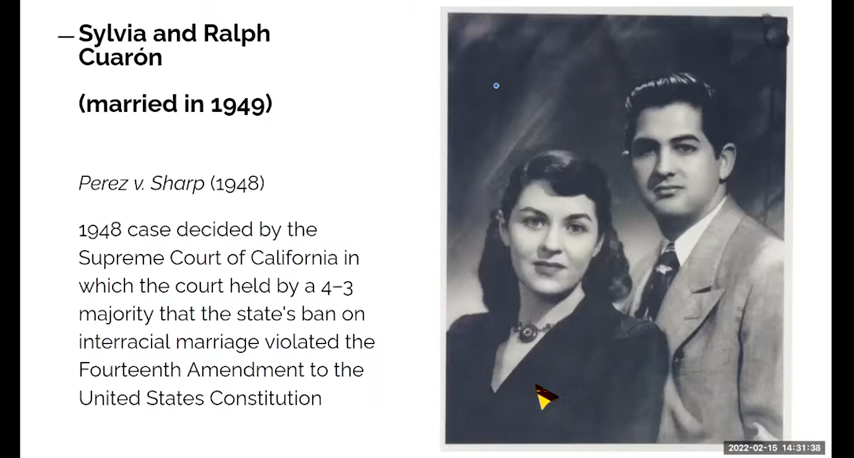 — Sylvia and Ralph
Cuarón
(married in 1949)
Perez v. Sharp (1948)
1948 case decided by the
Supreme Court of California in
which the court held by a 4–3
majority that the state's ban on
interracial marriage violated the
Fourteenth Amendment to the
United States Constitution
2022-02-15 14:31:38